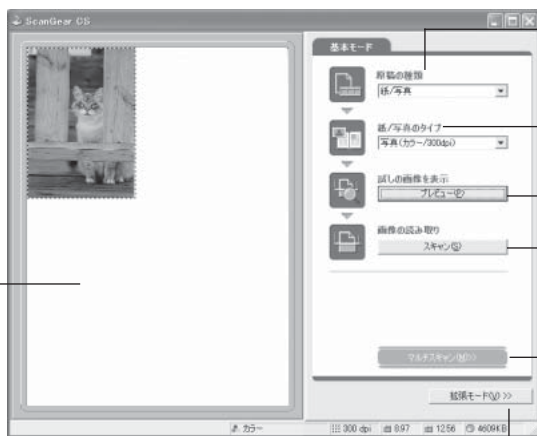 ScanGear CS
基本モード
原稿の種類
紙/写真
紙/写真のタイプ
写真(カラー/300dpi)
試しの画像を表示
プレビュー(P)
画像の読み取り
スキャン(S)
マルチスキャン(M)>>
拡張モード(V) >>
カラー
300 dpi
8.97
12.56
4609KB